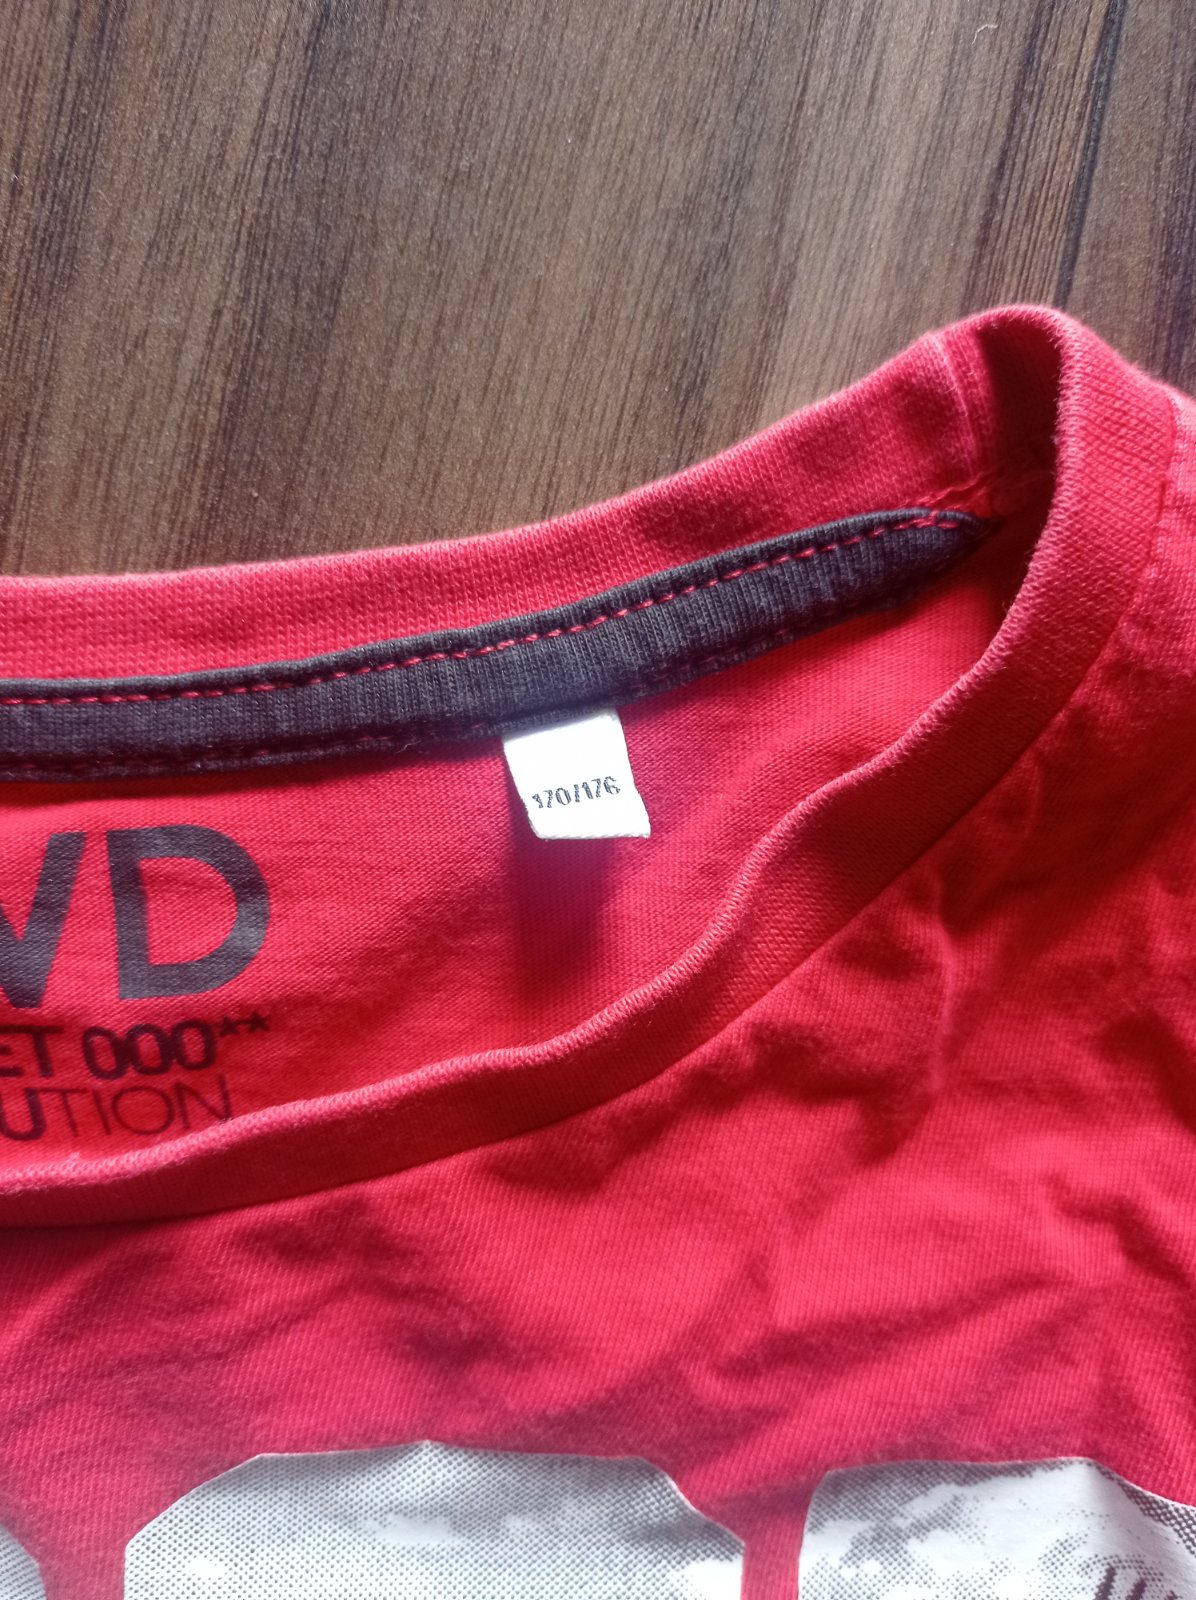 170/176
VD
ET 000**
UTION